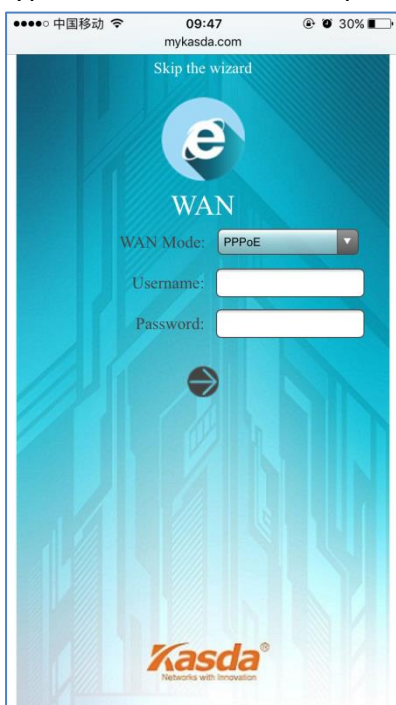 中国移动 09:47 30%
mykasda.com
Skip the wizard
WAN
WAN Mode: PPPoE
Username:
Password:
Kasda®
Networks with Innovation